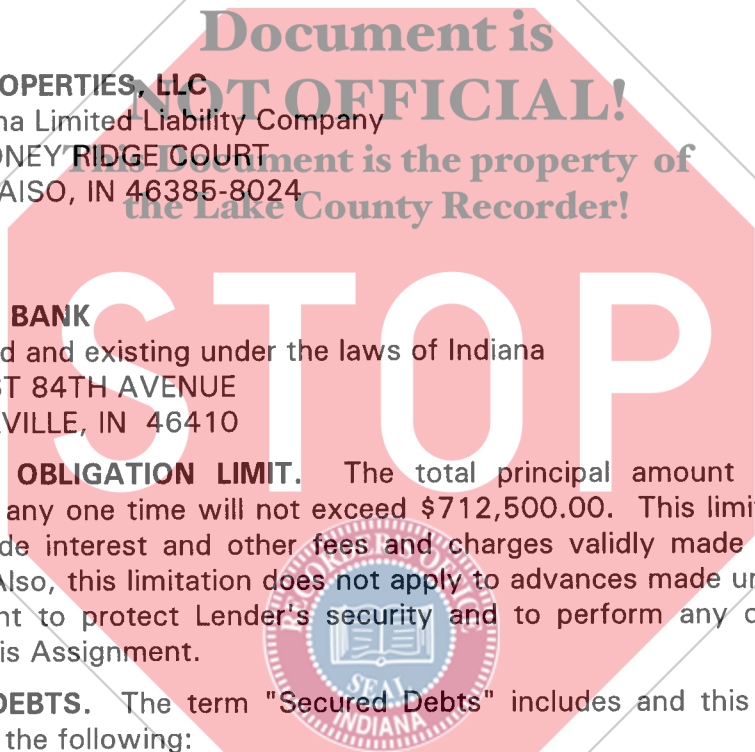 Document is
NOT OFFICIAL!
This Document is the property of
the Lake County Recorder!
STOP
OPERTIES, LLC
na Limited Liability Company
NEY RIDGE COURT
AISO, IN 46385-8024
BANK
d and existing under the laws of Indiana
T 84TH AVENUE
VILLE, IN 46410
OBLIGATION LIMIT. The total principal amount
any one time will not exceed $712,500.00. This limi
de interest and other fees and charges validly made
Also, this limitation does not apply to advances made u
nt to protect Lender's security and to perform any
is Assignment.
DEBTS. The term "Secured Debts" includes and this
the following:
RECORDER'S OFFICE
SEAL
INDIANA